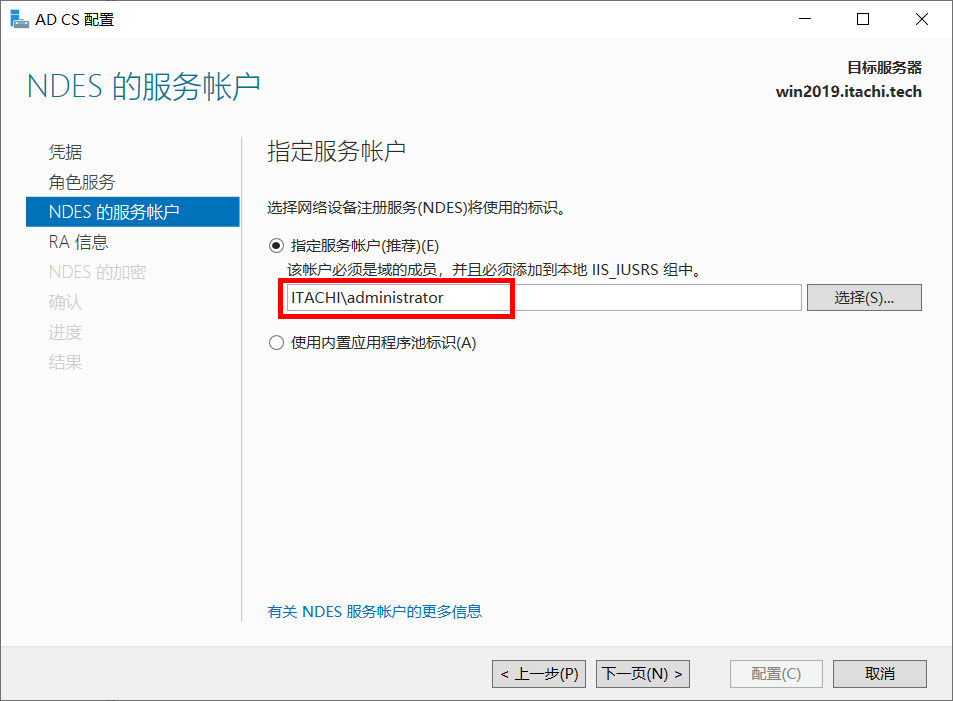 AD CS 配置
NDES 的服务帐户
目标服务器
win2019.itachi.tech
凭据
角色服务
NDES 的服务帐户
RA 信息
NDES 的加密
确认
进度
结果
指定服务帐户
选择网络设备注册服务(NDES)将使用的标识。
指定服务帐户(推荐)(E)
该帐户必须是域的成员，并且必须添加到本地 IIS_IUSRS 组中。
ITACHI\administrator
选择(S)...
使用内置应用程序池标识(A)
有关 NDES 服务帐户的更多信息
< 上一步(P)
下一页(N) >
配置(C)
取消